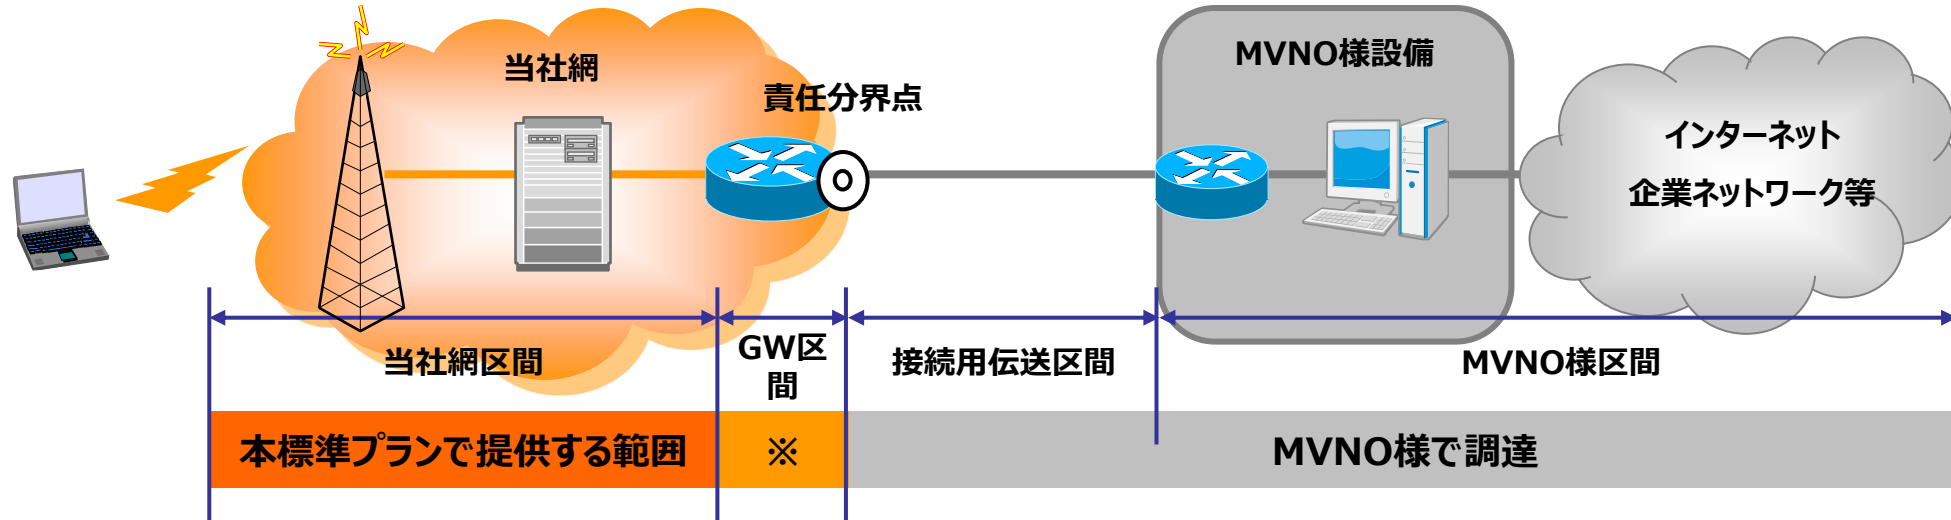 当社網
責任分界点
MVNO様設備
インターネット
企業ネットワーク等
当社網区間
GW区
間
接続用伝送区間
MVNO様区間
本標準プランで提供する範囲
※
MVNO様で調達